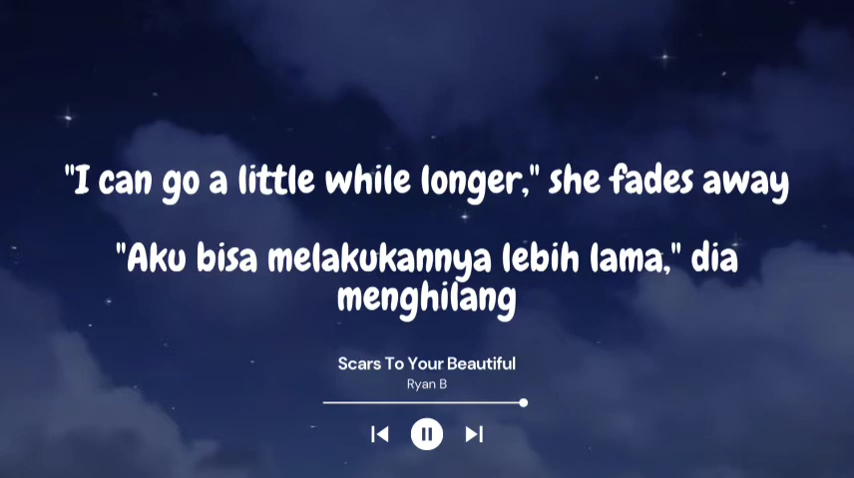 "I can go a little while longer," she fades away
"Aku bisa melakukannya lebih lama," dia
menghilang
Scars To Your Beautiful
Ryan B